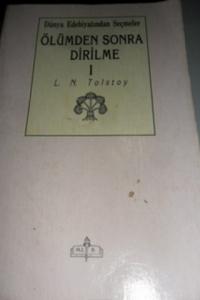 Dünya Edebiyatından Seçmeler
ÖLÜMDEN SONRA
DİRİLME
I
L. N. Tolstoy
M.E.B.